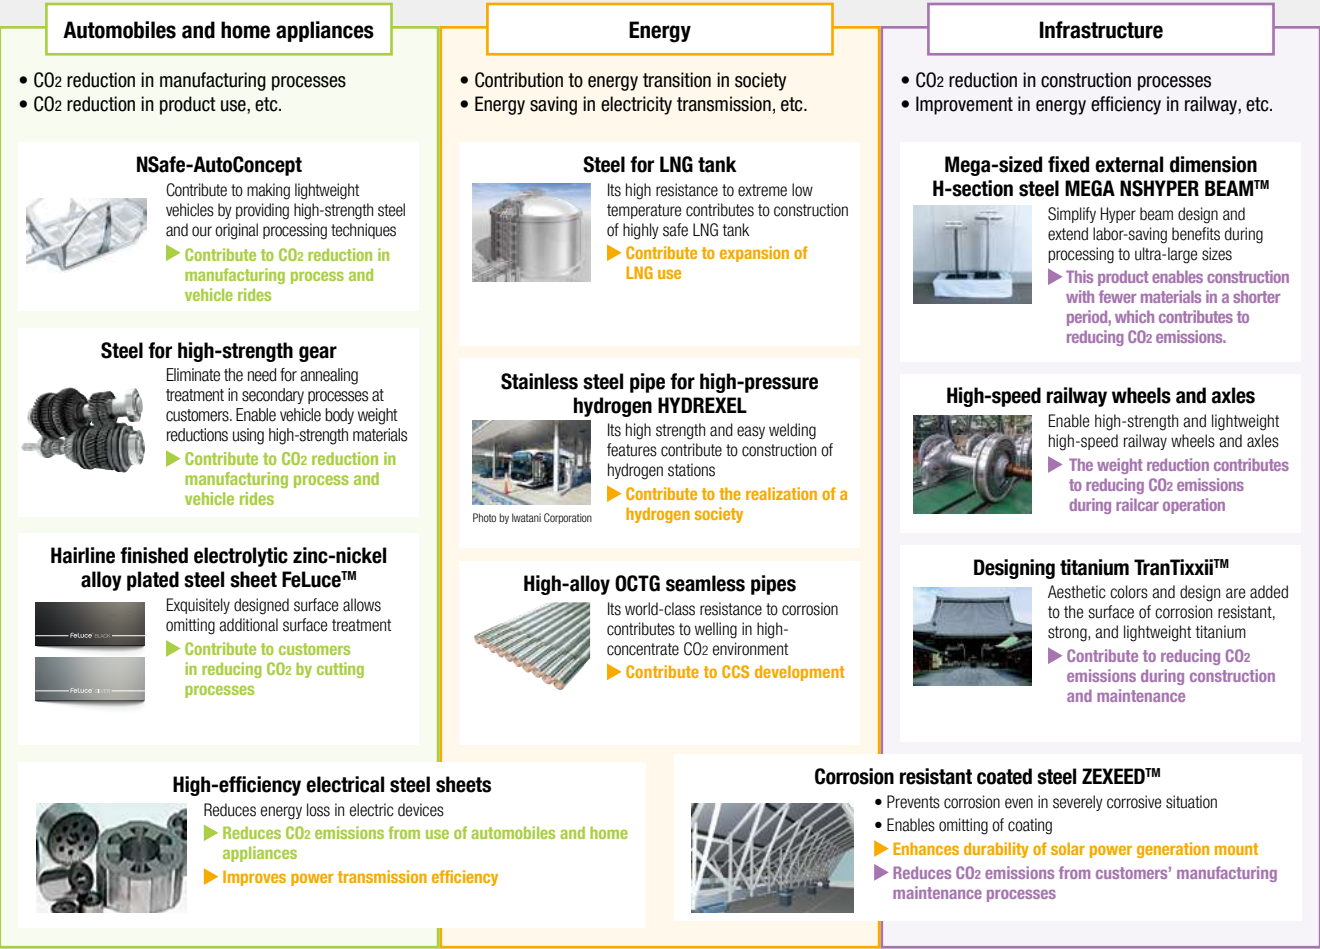 Automobiles and home appliances
• CO2 reduction in manufacturing processes
• CO2 reduction in product use, etc.
NSafe-AutoConcept
Contribute to making lightweight
vehicles by providing high-strength steel
and our original processing techniques
▶ Contribute to CO2 reduction in
manufacturing process and
vehicle rides
Steel for high-strength gear
Eliminate the need for annealing
treatment in secondary processes at
customers. Enable vehicle body weight
reductions using high-strength materials
▶ Contribute to CO2 reduction in
manufacturing process and
vehicle rides
Hairline finished electrolytic zinc-nickel
alloy plated steel sheet FeLuce™
FeLuce BLACK
FeLuce SILVER
Exquisitely designed surface allows
omitting additional surface treatment
▶ Contribute to customers
in reducing CO2 by cutting
processes
Energy
• Contribution to energy transition in society
• Energy saving in electricity transmission, etc.
Steel for LNG tank
Its high resistance to extreme low
temperature contributes to construction
of highly safe LNG tank
▶ Contribute to expansion of
LNG use
Stainless steel pipe for high-pressure
hydrogen HYDREXEL
Its high strength and easy welding
features contribute to construction of
hydrogen stations
▶ Contribute to the realization of a
hydrogen society
Photo by Iwatani Corporation
High-alloy OCTG seamless pipes
Its world-class resistance to corrosion
contributes to welling in high-
concentrate CO2 environment
▶ Contribute to CCS development
Infrastructure
• CO2 reduction in construction processes
• Improvement in energy efficiency in railway, etc.
Mega-sized fixed external dimension
H-section steel MEGA NSHYPER BEAM™
Simplify Hyper beam design and
extend labor-saving benefits during
processing to ultra-large sizes
▶ This product enables construction
with fewer materials in a shorter
period, which contributes to
reducing CO2 emissions.
High-speed railway wheels and axles
Enable high-strength and lightweight
high-speed railway wheels and axles
▶ The weight reduction contributes
to reducing CO2 emissions
during railcar operation
Designing titanium TranTixxii™
Aesthetic colors and design are added
to the surface of corrosion resistant,
strong, and lightweight titanium
▶ Contribute to reducing CO2
emissions during construction
and maintenance
High-efficiency electrical steel sheets
Reduces energy loss in electric devices
▶ Reduces CO2 emissions from use of automobiles and home
appliances
▶ Improves power transmission efficiency
Corrosion resistant coated steel ZEXEED™
• Prevents corrosion even in severely corrosive situation
• Enables omitting of coating
▶ Enhances durability of solar power generation mount
▶ Reduces CO2 emissions from customers’ manufacturing
maintenance processes